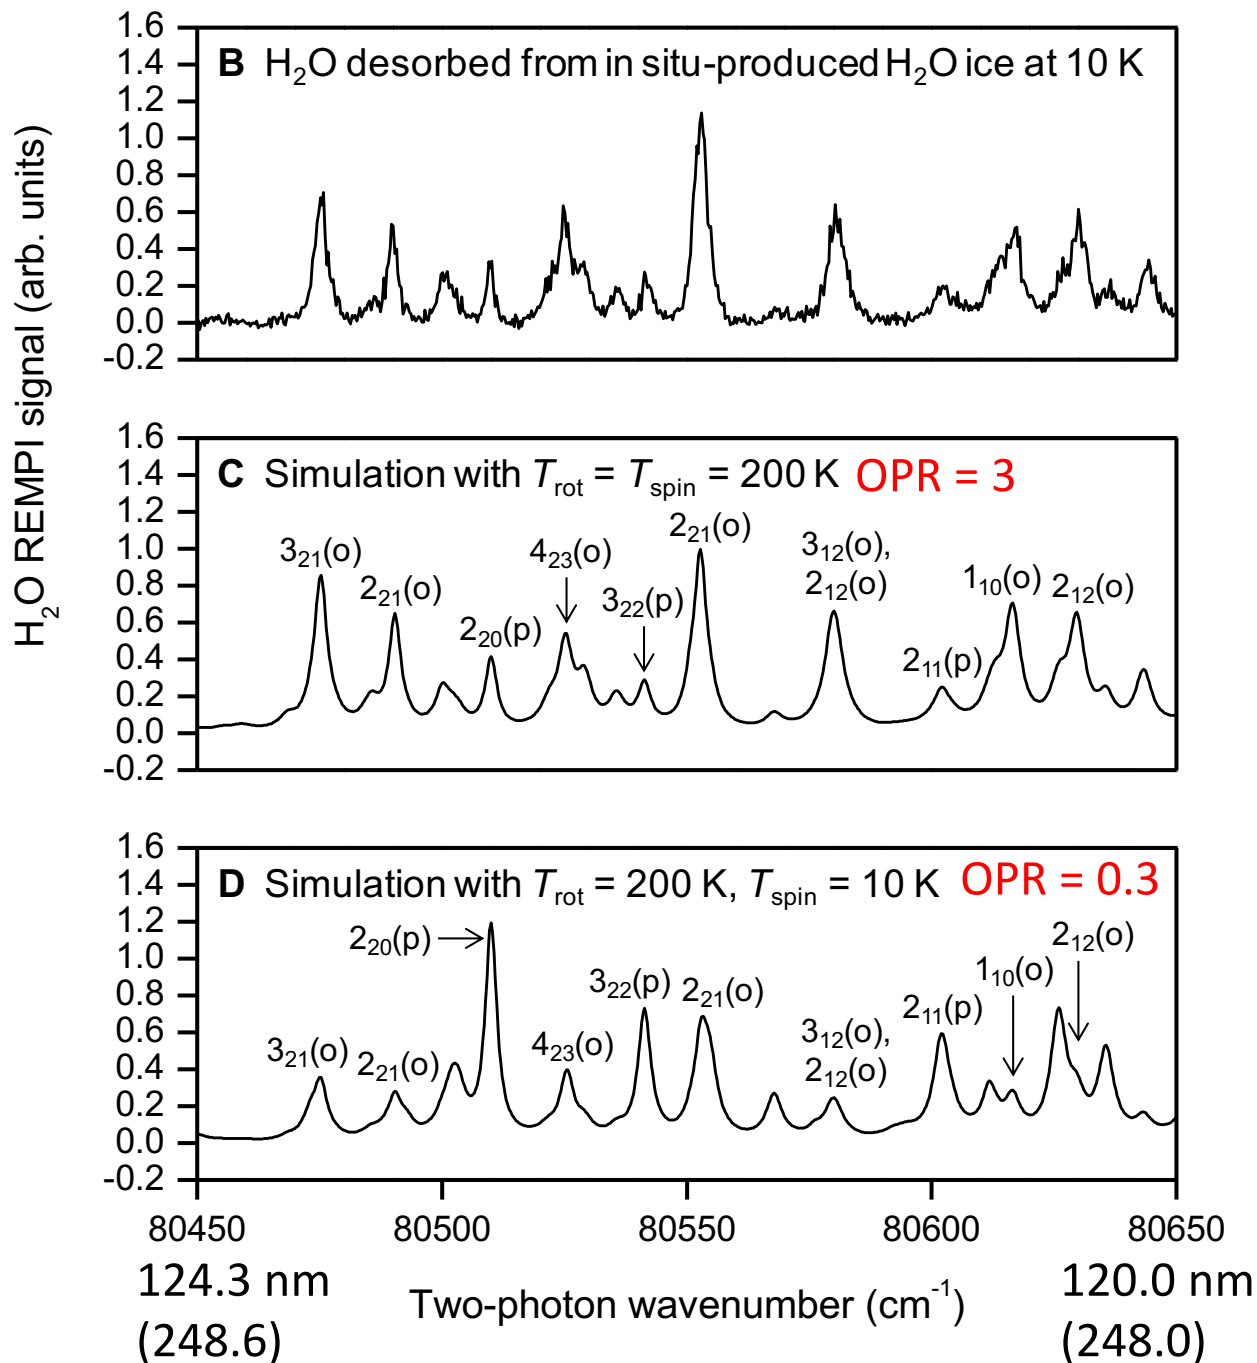 H₂O REMPI signal (arb. units)
1.6
1.4
1.2
1.0
0.8
0.6
0.4
0.2
0.0
-0.2
B H₂O desorbed from in situ-produced H₂O ice at 10 K
1.6
1.4
1.2
1.0
0.8
0.6
0.4
0.2
0.0
-0.2
C Simulation with T_rot = T_spin = 200 K OPR = 3
3₂₁(o)
2₂₁(o)
2₂₀(p)
4₂₃(o)
3₂₂(p)
2₂₁(o)
3₁₂(o),
2₁₂(o)
2₁₁(p)
1₁₀(o)
2₁₂(o)
1.6
1.4
1.2
1.0
0.8
0.6
0.4
0.2
0.0
-0.2
D Simulation with T_rot = 200 K, T_spin = 10 K OPR = 0.3
3₂₁(o)
2₂₁(o)
2₂₀(p)
4₂₃(o)
3₂₂(p)
2₂₁(o)
3₁₂(o),
2₁₂(o)
2₁₁(p)
1₁₀(o)
2₁₂(o)
80450 80500 80550 80600 80650
124.3 nm
(248.6)
Two-photon wavenumber (cm⁻¹)
120.0 nm
(248.0)